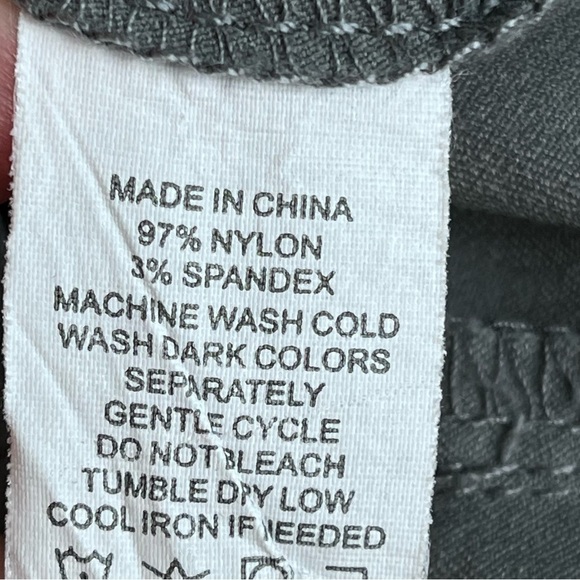 MADE IN CHINA
97% NYLON
3% SPANDEX
MACHINE WASH COLD
WASH DARK COLORS
SEPARATELY
GENTLE CYCLE
DO NOT BLEACH
TUMBLE DRY LOW
COOL IRON IF NEEDED